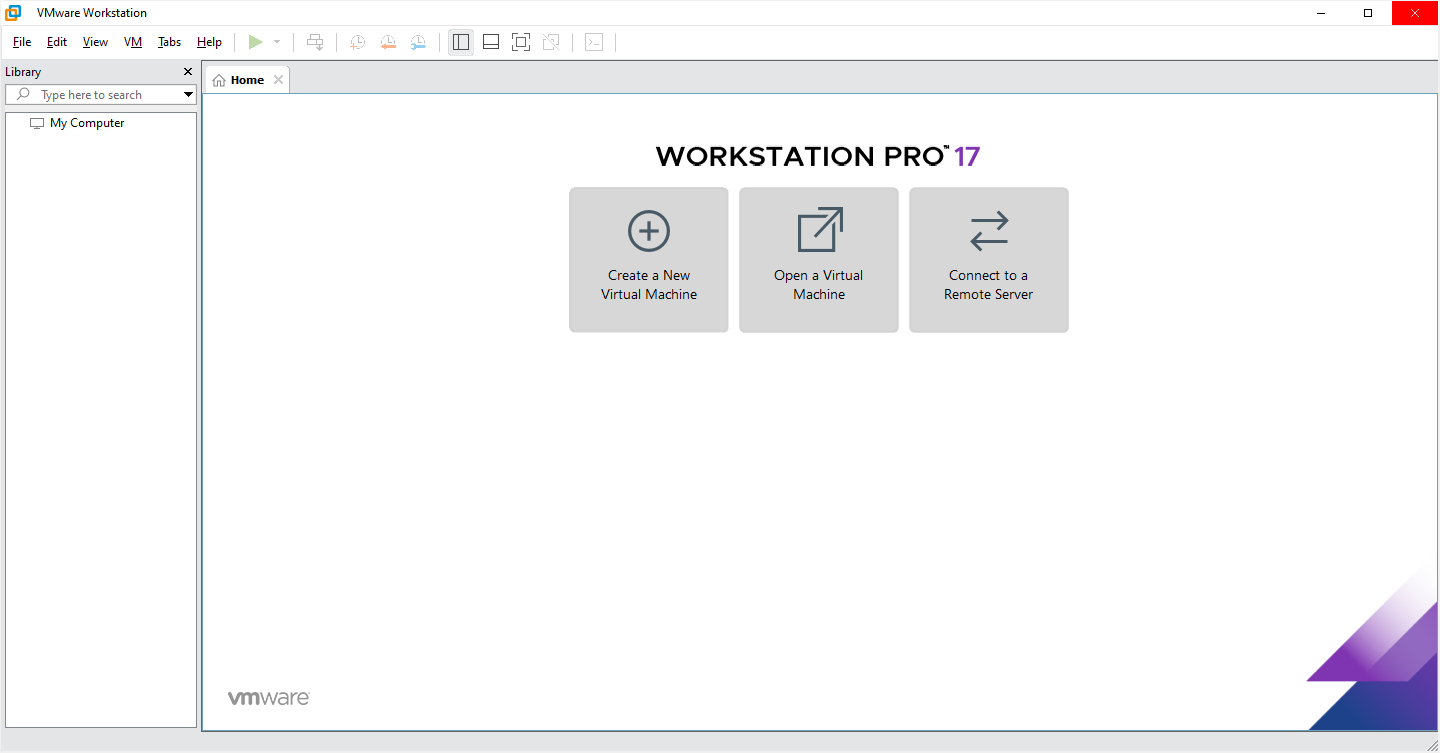 VMware Workstation
File Edit View VM Tabs Help
Library
Type here to search
My Computer
Home
WORKSTATION PRO™ 17
Create a New
Virtual Machine
Open a Virtual
Machine
Connect to a
Remote Server
vmware